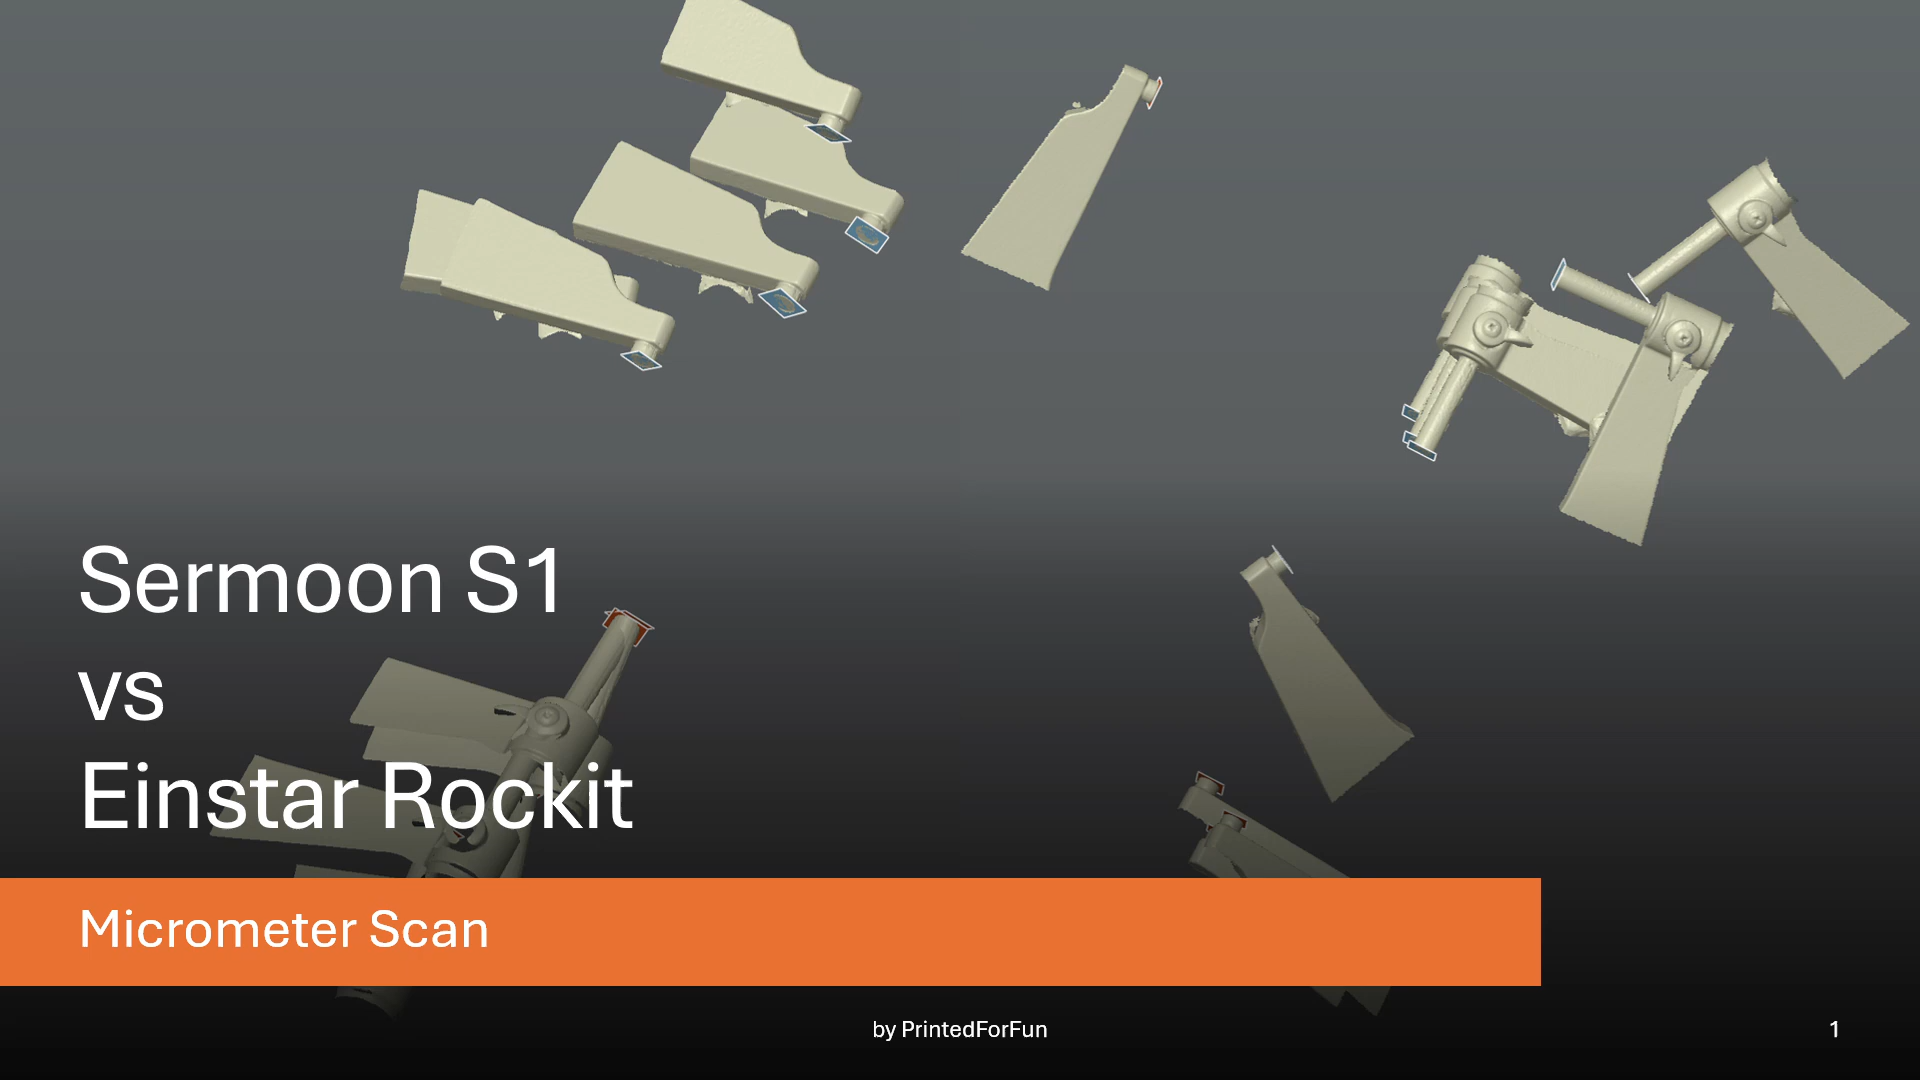 Sermoon S1
vs
Einstar Rockit
Micrometer Scan
by PrintedForFun
1